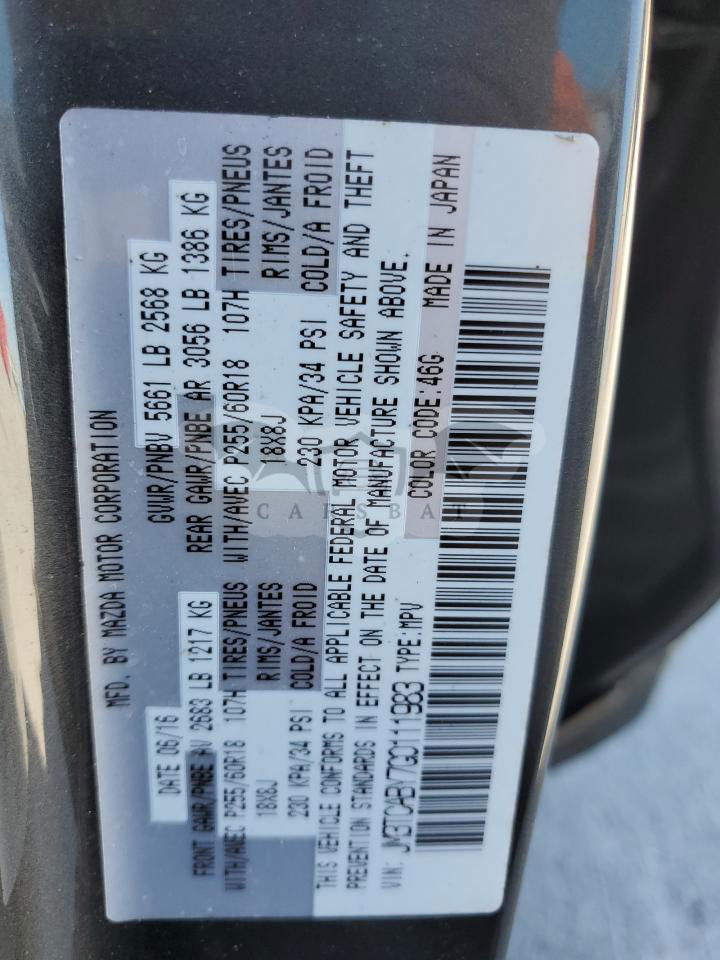 MFD. BY MAZDA MOTOR CORPORATION
DATE 06/16 GVWR/PNBV 5661 LB 2568 KG
FRONT GAWR/PNBE AV 2683 LB 1217 KG REAR GAWR/PNBE AR 3056 LB 1386 KG
WITH/AVEC P255/60R18 107H TIRES/PNEUS WITH/AVEC P255/60R18 107H TIRES/PNEUS
18X8J RIMS/JANTES 18X8J RIMS/JANTES
230 KPA/34 PSI COLD/A FROID 230 KPA/34 PSI COLD/A FROID
THIS VEHICLE CONFORMS TO ALL APPLICABLE FEDERAL MOTOR VEHICLE SAFETY AND THEFT
PREVENTION STANDARDS IN EFFECT ON THE DATE OF MANUFACTURE SHOWN ABOVE.
VIN: JM3TCABY7G0111983 TYPE:MPV COLOR CODE:46G MADE IN JAPAN
CARSBAT